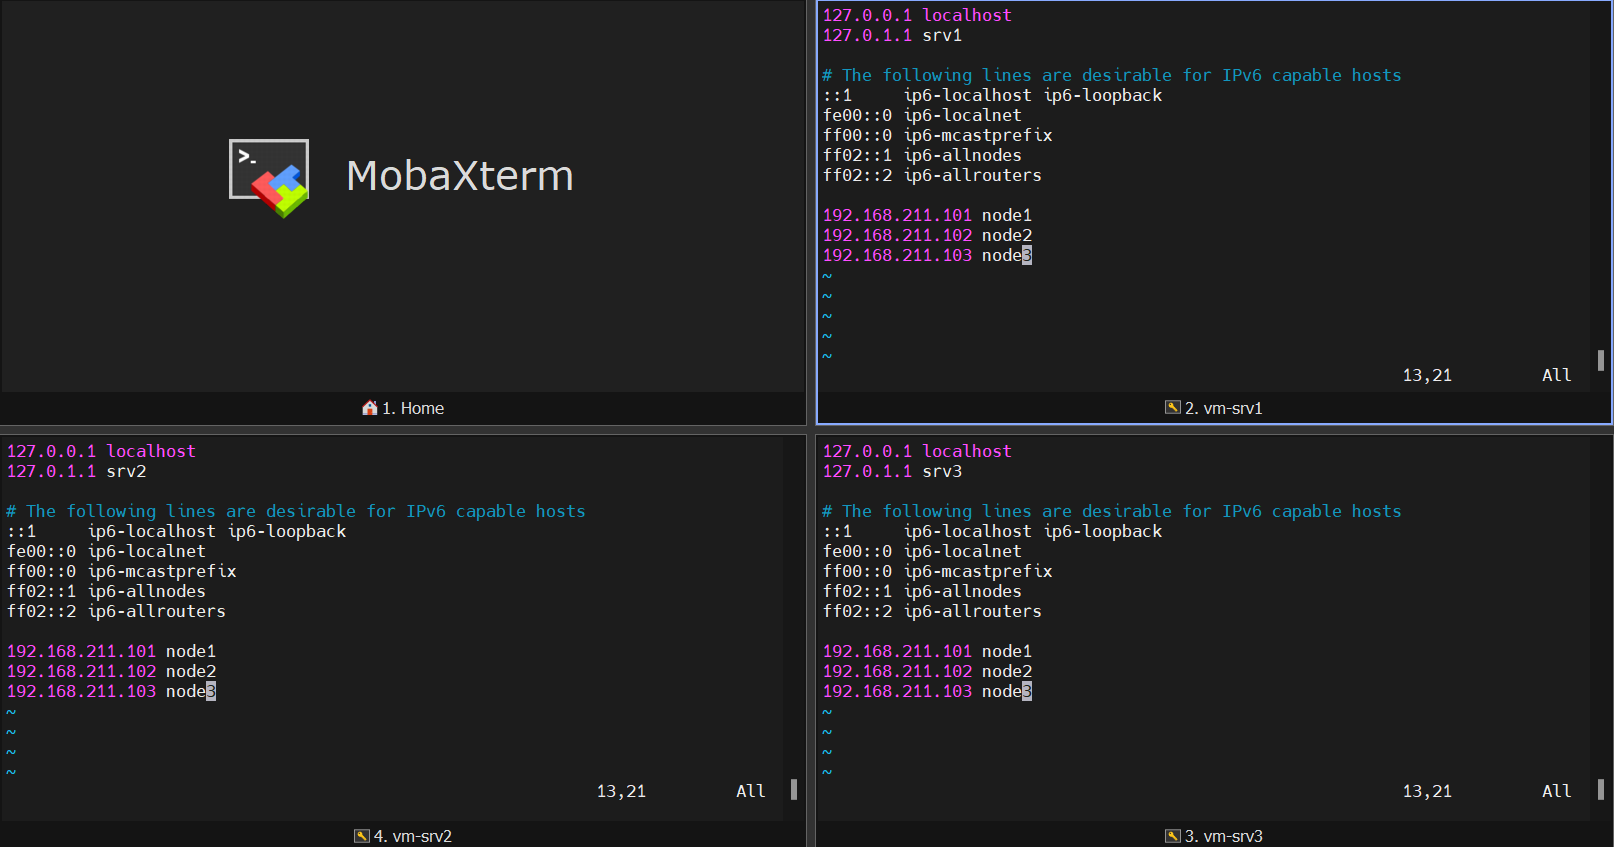 >_
MobaXterm
1. Home
127.0.0.1 localhost
127.0.1.1 srv1
# The following lines are desirable for IPv6 capable hosts
::1     ip6-localhost ip6-loopback
fe00::0 ip6-localnet
ff00::0 ip6-mcastprefix
ff02::1 ip6-allnodes
ff02::2 ip6-allrouters
192.168.211.101 node1
192.168.211.102 node2
192.168.211.103 node3
~
~
~
~
~
13,21         All
2. vm-srv1
127.0.0.1 localhost
127.0.1.1 srv2
# The following lines are desirable for IPv6 capable hosts
::1     ip6-localhost ip6-loopback
fe00::0 ip6-localnet
ff00::0 ip6-mcastprefix
ff02::1 ip6-allnodes
ff02::2 ip6-allrouters
192.168.211.101 node1
192.168.211.102 node2
192.168.211.103 node3
~
~
~
~
13,21         All
4. vm-srv2
127.0.0.1 localhost
127.0.1.1 srv3
# The following lines are desirable for IPv6 capable hosts
::1     ip6-localhost ip6-loopback
fe00::0 ip6-localnet
ff00::0 ip6-mcastprefix
ff02::1 ip6-allnodes
ff02::2 ip6-allrouters
192.168.211.101 node1
192.168.211.102 node2
192.168.211.103 node3
~
~
~
~
13,21         All
3. vm-srv3